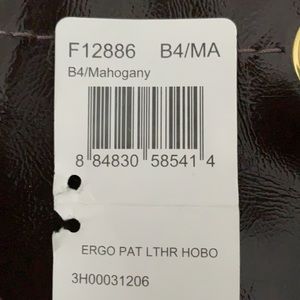 F12886 B4/MA
B4/Mahogany
8 84830 58541 4
ERGO PAT LTHR HOBO
3H00031206